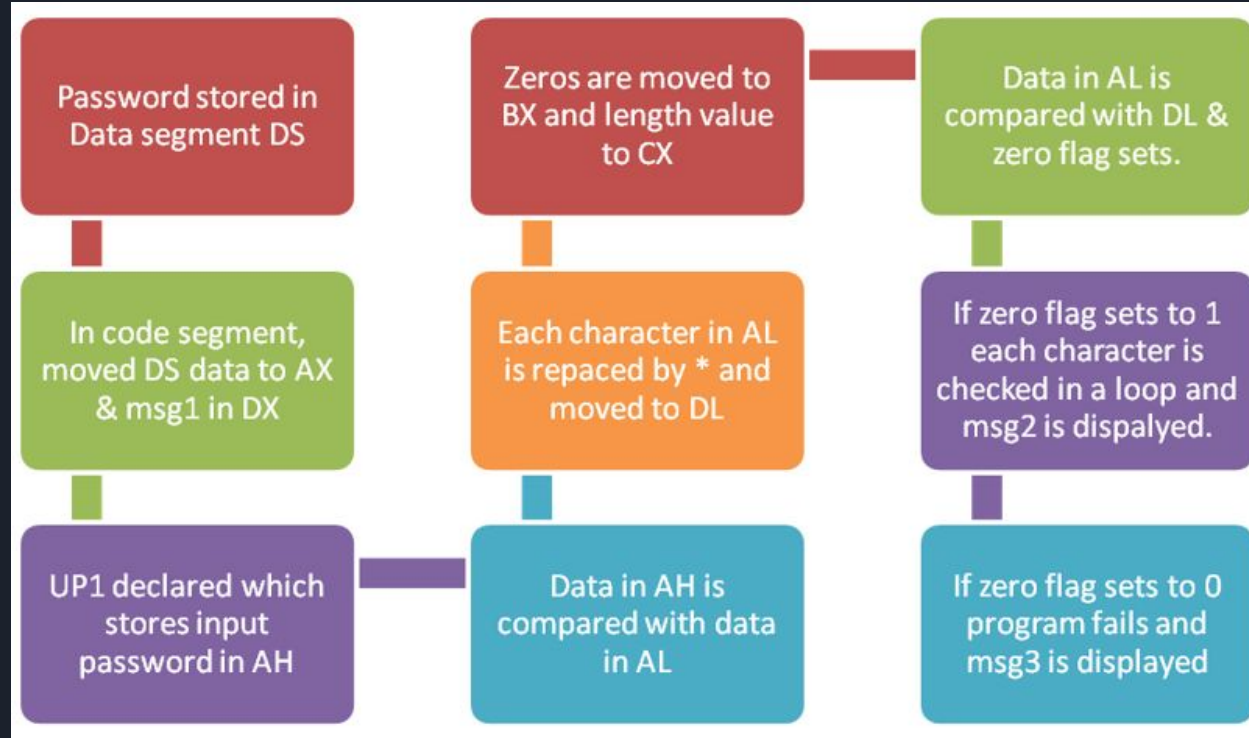 Password stored in
Data segment DS
In code segment,
moved DS data to AX
& msg1 in DX
UP1 declared which
stores input
password in AH
Data in AH is
compared with data
in AL
Each character in AL
is repaced by * and
moved to DL
Zeros are moved to
BX and length value
to CX
Data in AL is
compared with DL &
zero flag sets.
If zero flag sets to 1
each character is
checked in a loop and
msg2 is dispalyed.
If zero flag sets to 0
program fails and
msg3 is displayed